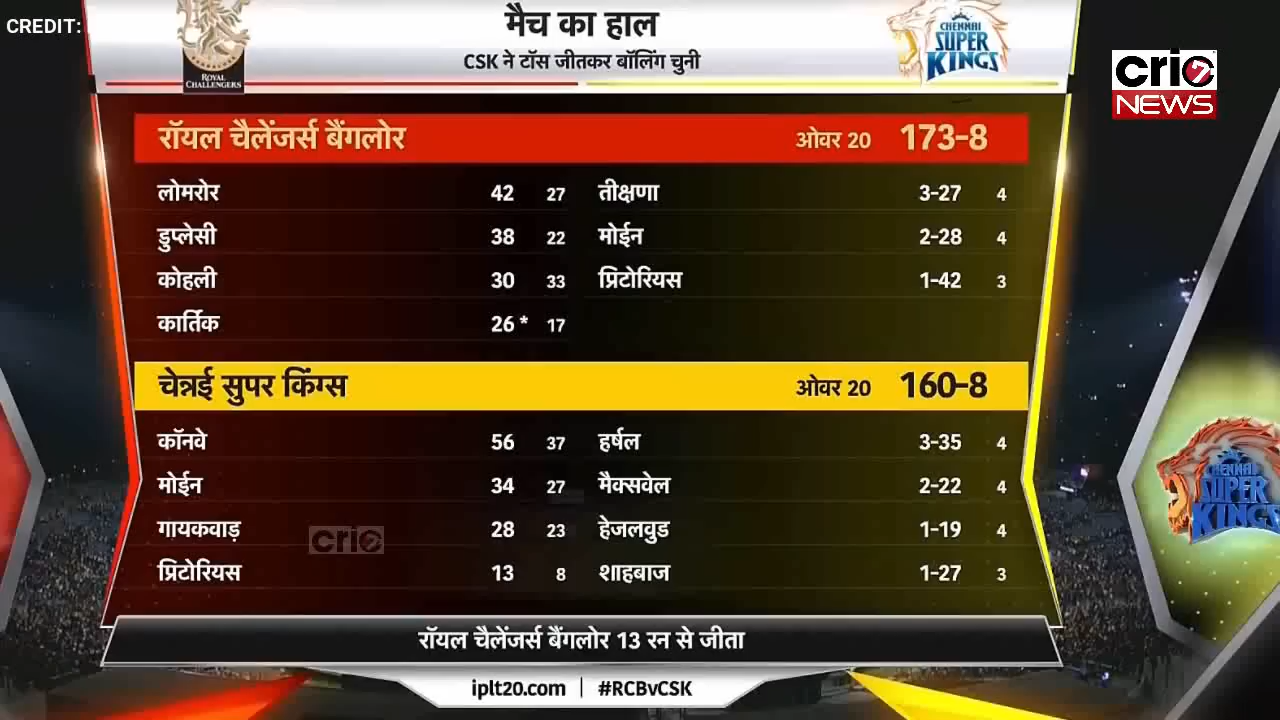 CREDIT:
मैच का हाल
CSK ने टॉस जीतकर बॉलिंग चुनी
ROYAL CHALLENGERS
CHENNAI SUPER KINGS
cric7 NEWS
रॉयल चैलेंजर्स बैंगलोर ओवर 20 173-8
लोमरोर 42 27 तीक्षणा 3-27 4
डुप्लेसी 38 22 मोईन 2-28 4
कोहली 30 33 प्रिटोरियस 1-42 3
कार्तिक 26 * 17
चेन्नई सुपर किंग्स ओवर 20 160-8
कॉनवे 56 37 हर्षल 3-35 4
मोईन 34 27 मैक्सवेल 2-22 4
गायकवाड़ 28 23 हेजलवुड 1-19 4
cric
प्रिटोरियस 13 8 शाहबाज 1-27 3
CHENNAI SUPER KINGS
रॉयल चैलेंजर्स बैंगलोर 13 रन से जीता
iplt20.com | #RCBvCSK